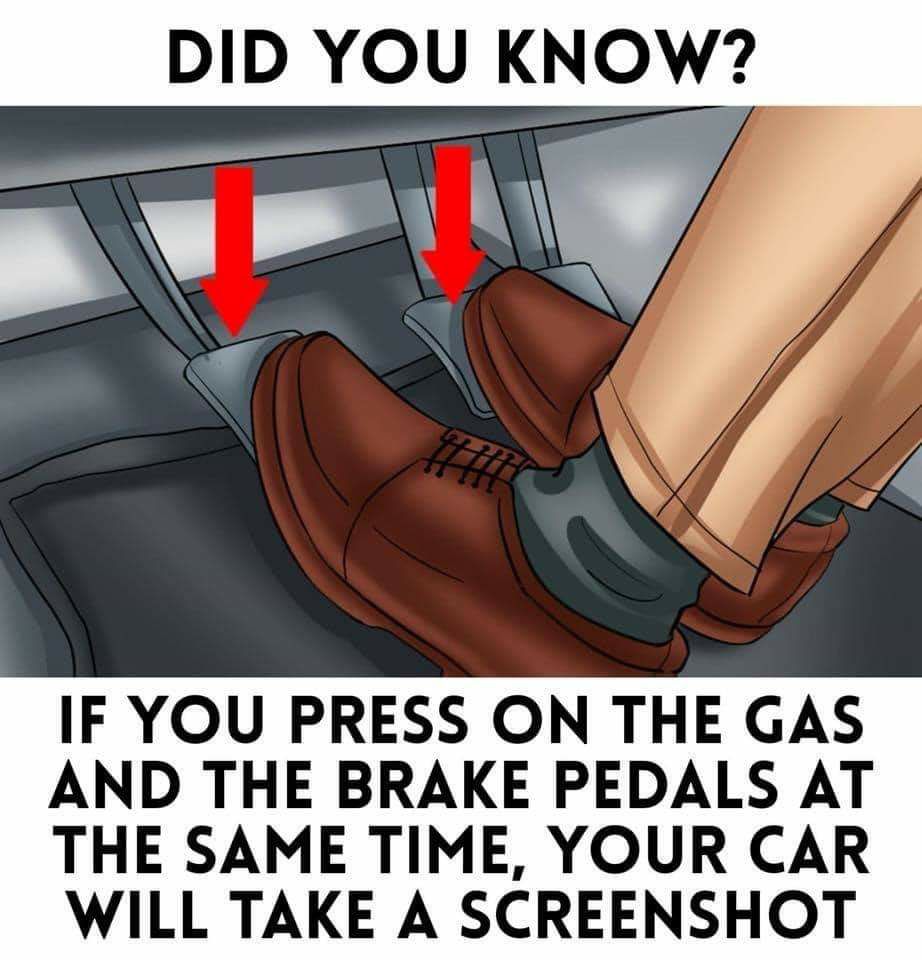 DID YOU KNOW?
IF YOU PRESS ON THE GAS
AND THE BRAKE PEDALS AT
THE SAME TIME, YOUR CAR
WILL TAKE A SCREENSHOT